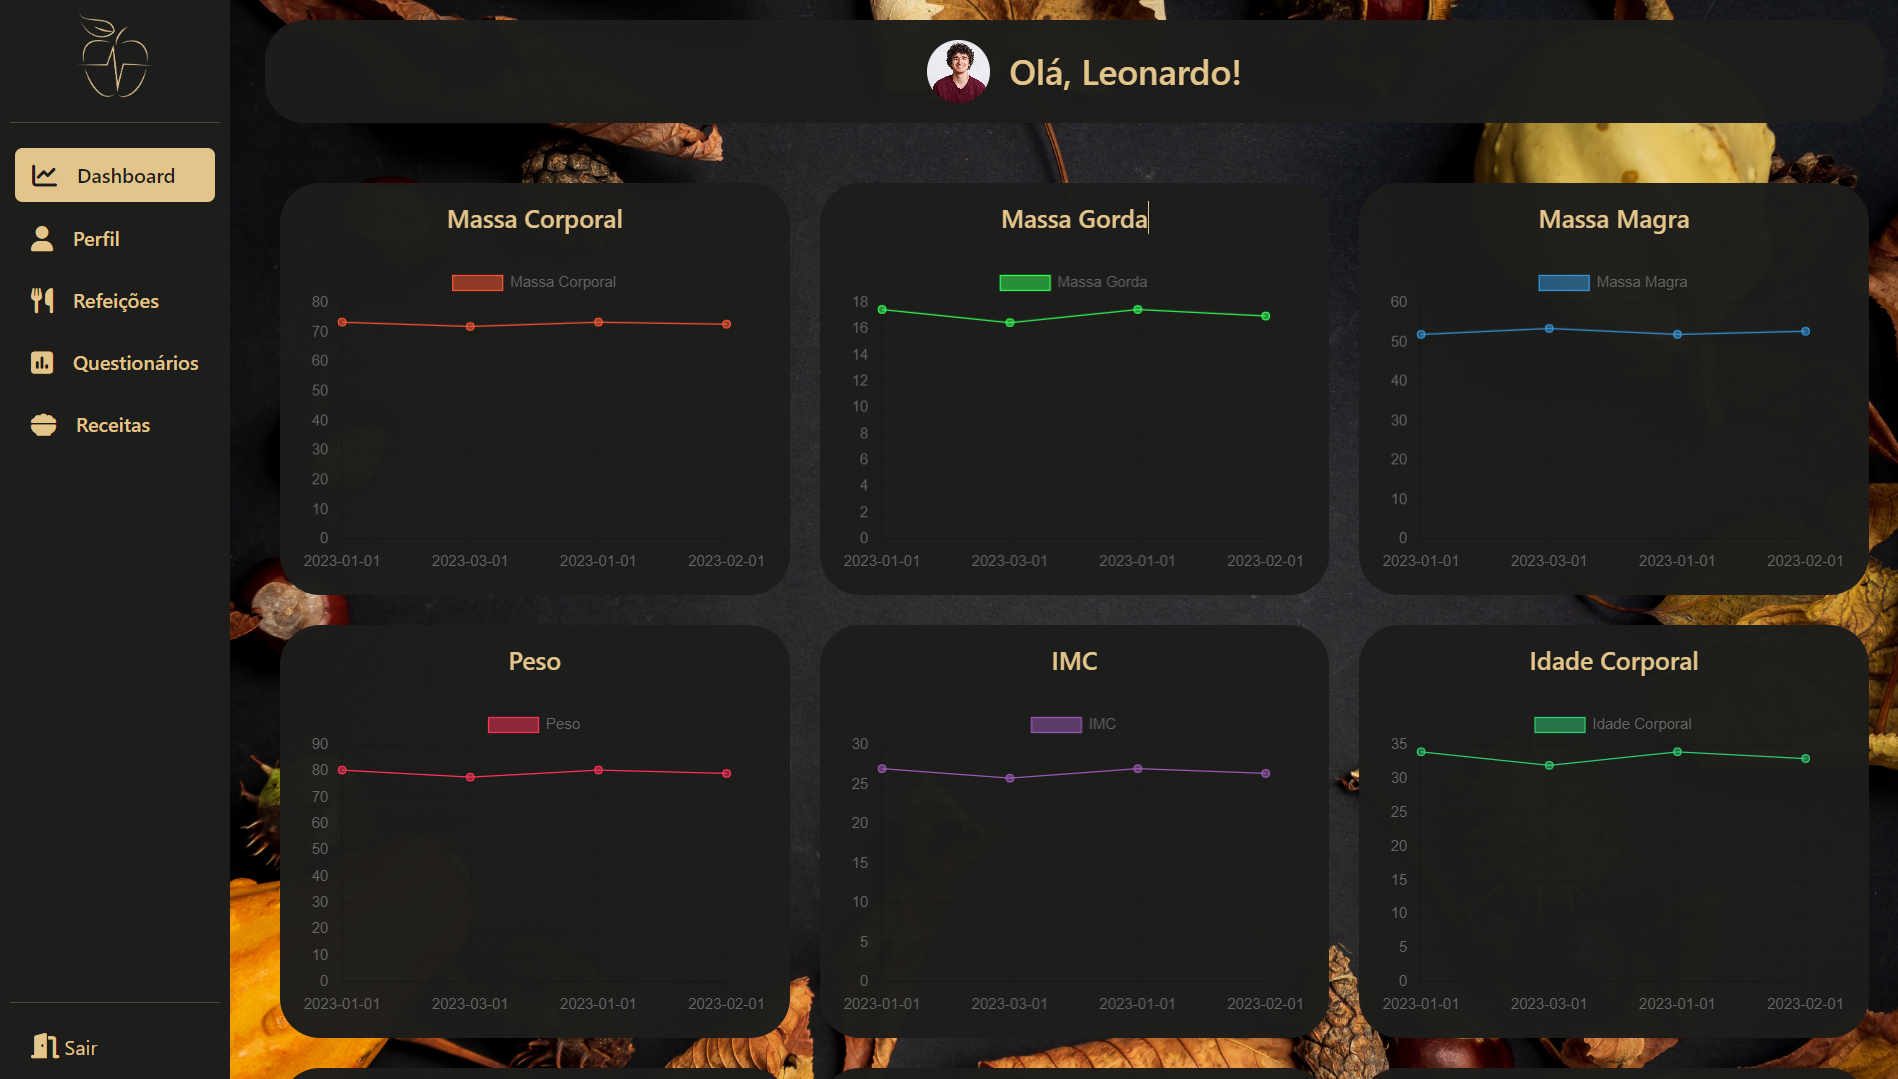 Olá, Leonardo!
Dashboard
Perfil
Refeições
Questionários
Receitas
Sair
Massa Corporal
Massa Corporal
80
70
60
50
40
30
20
10
0
2023-01-01 2023-03-01 2023-01-01 2023-02-01
Massa Gorda
Massa Gorda
18
16
14
12
10
8
6
4
2
0
2023-01-01 2023-03-01 2023-01-01 2023-02-01
Massa Magra
Massa Magra
60
50
40
30
20
10
0
2023-01-01 2023-03-01 2023-01-01 2023-02-01
Peso
Peso
90
80
70
60
50
40
30
20
10
0
2023-01-01 2023-03-01 2023-01-01 2023-02-01
IMC
IMC
30
25
20
15
10
5
0
2023-01-01 2023-03-01 2023-01-01 2023-02-01
Idade Corporal
Idade Corporal
35
30
25
20
15
10
5
0
2023-01-01 2023-03-01 2023-01-01 2023-02-01